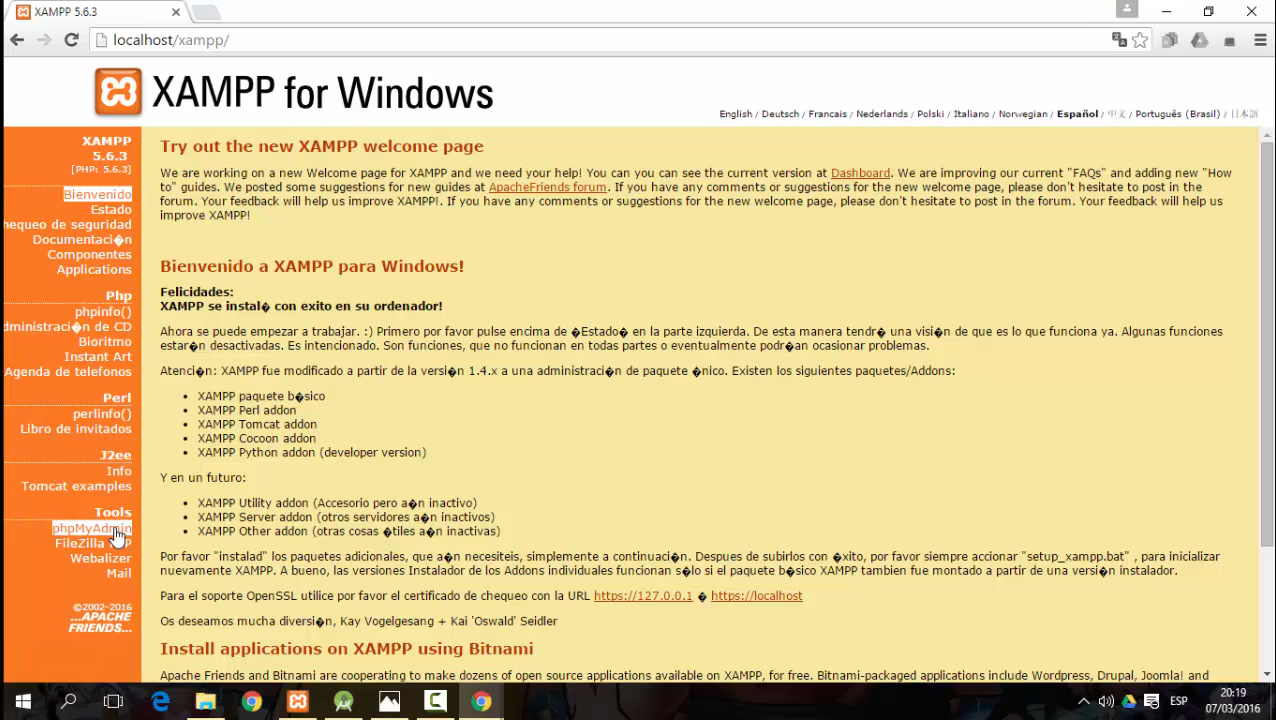 XAMPP 5.6.3
localhost/xampp/
XAMPP for Windows
English / Deutsch / Francais / Nederlands / Polski / Italiano / Norwegian / Español / 中文 / Português (Brasil) / 日本語
XAMPP
5.6.3
[PHP: 5.6.3]
Bienvenido
Estado
hequeo de seguridad
Documentaci�n
Componentes
Applications
Php
phpinfo()
dministraci�n de CD
Bioritmo
Instant Art
Agenda de telefonos
Perl
perlinfo()
Libro de invitados
J2ee
Info
Tomcat examples
Tools
phpMyAdmin
FileZilla
Webalizer
Mail
©2002-2016
...APACHE
FRIENDS...
Try out the new XAMPP welcome page
We are working on a new Welcome page for XAMPP and we need your help! You can you can see the current version at Dashboard. We are improving our current "FAQs" and adding new "How
to" guides. We posted some suggestions for new guides at ApacheFriends forum. If you have any comments or suggestions for the new welcome page, please don't hesitate to post in the
forum. Your feedback will help us improve XAMPP!. If you have any comments or suggestions for the new welcome page, please don't hesitate to post in the forum. Your feedback will help us
improve XAMPP!
Bienvenido a XAMPP para Windows!
Felicidades:
XAMPP se instal� con exito en su ordenador!
Ahora se puede empezar a trabajar. :) Primero por favor pulse encima de �Estado� en la parte izquierda. De esta manera tendr� una visi�n de que es lo que funciona ya. Algunas funciones
estar�n desactivadas. Es intencionado. Son funciones, que no funcionan en todas partes o eventualmente podr�an ocasionar problemas.
Atenci�n: XAMPP fue modificado a partir de la versi�n 1.4.x a una administraci�n de paquete �nico. Existen los siguientes paquetes/Addons:
• XAMPP paquete b�sico
• XAMPP Perl addon
• XAMPP Tomcat addon
• XAMPP Cocoon addon
• XAMPP Python addon (developer version)
Y en un futuro:
• XAMPP Utility addon (Accesorio pero a�n inactivo)
• XAMPP Server addon (otros servidores a�n inactivos)
• XAMPP Other addon (otras cosas �tiles a�n inactivas)
Por favor "instalad" los paquetes adicionales, que a�n necesiteis, simplemente a continuaci�n. Despues de subirlos con �xito, por favor siempre accionar "setup_xampp.bat" , para inicializar
nuevamente XAMPP. A bueno, las versiones Instalador de los Addons individuales funcionan s�lo si el paquete b�sico XAMPP tambien fue montado a partir de una versi�n instalador.
Para el soporte OpenSSL utilice por favor el certificado de chequeo con la URL https://127.0.0.1 � https://localhost
Os deseamos mucha diversi�n, Kay Vogelgesang + Kai 'Oswald' Seidler
Install applications on XAMPP using Bitnami
Apache Friends and Bitnami are cooperating to make dozens of open source applications available on XAMPP, for free. Bitnami-packaged applications include Wordpress, Drupal, Joomla! and
ESP
20:19
07/03/2016